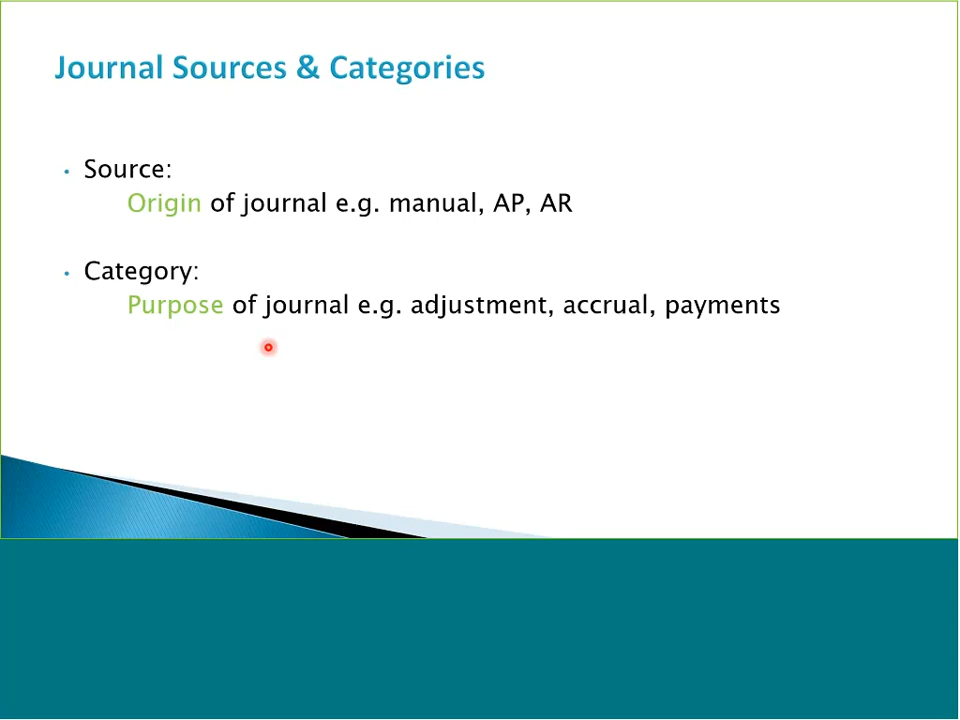 Journal Sources & Categories
• Source:
Origin of journal e.g. manual, AP, AR
• Category:
Purpose of journal e.g. adjustment, accrual, payments